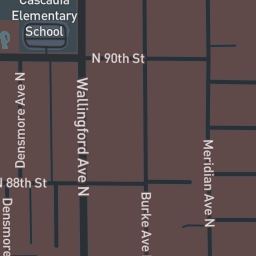 Cascadia
Elementary
School
N 90th St
Densmore Ave N
Wallingford Ave N
Meridian Ave N
N 88th St
Densmore
Burke Ave